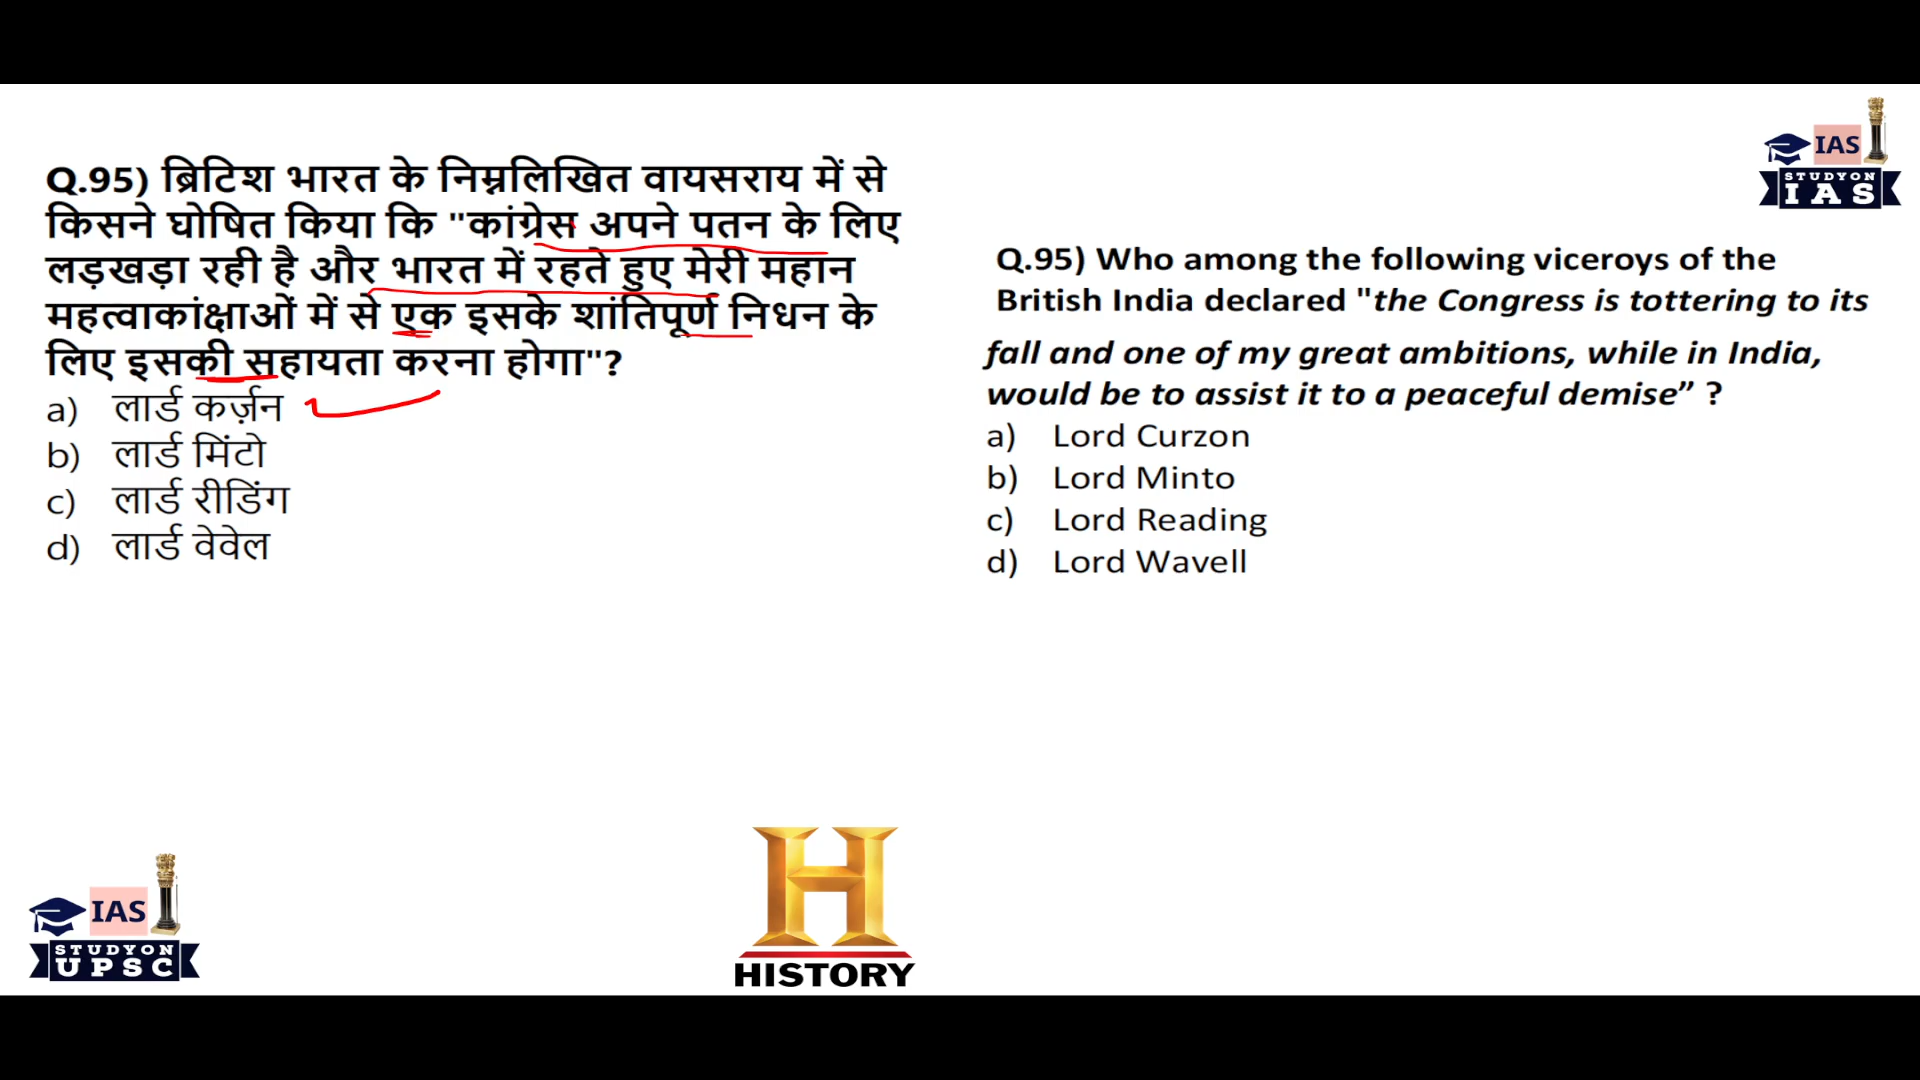 Q.95) ब्रिटिश भारत के निम्नलिखित वायसराय में से
किसने घोषित किया कि "कांग्रेस अपने पतन के लिए
लड़खड़ा रही है और भारत में रहते हुए मेरी महान
महत्वाकांक्षाओं में से एक इसके शांतिपूर्ण निधन के
लिए इसकी सहायता करना होगा"?
a) लार्ड कर्ज़न
b) लार्ड मिंटो
c) लार्ड रीडिंग
d) लार्ड वेवेल
Q.95) Who among the following viceroys of the
British India declared "the Congress is tottering to its
fall and one of my great ambitions, while in India,
would be to assist it to a peaceful demise” ?
a) Lord Curzon
b) Lord Minto
c) Lord Reading
d) Lord Wavell
IAS
STUDYON
IAS
IAS
STUDYON
UPSC
H
HISTORY